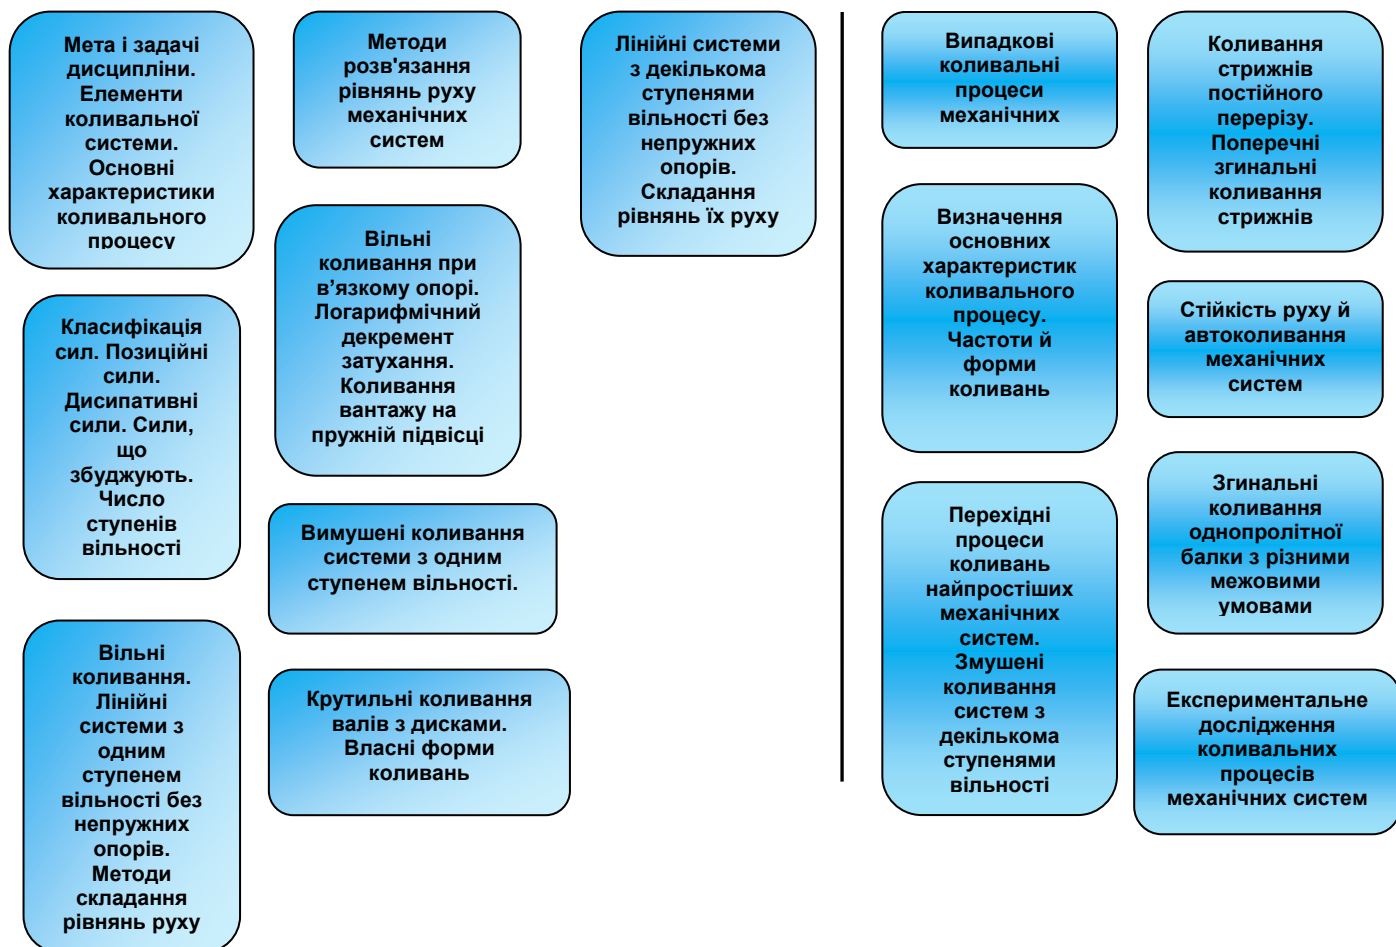 Мета і задачі
дисципліни.
Елементи
коливальної
системи.
Основні
характеристики
коливального
процесу
Класифікація
сил. Позиційні
сили.
Дисипативні
сили. Сили,
що
збуджують.
Число
ступенів
вільності
Вільні
коливання.
Лінійні
системи з
одним
ступенем
вільності без
непружних
опорів.
Методи
складання
рівнянь руху
Методи
розв'язання
рівнянь руху
механічних
систем
Вільні
коливання при
в’язкому опорі.
Логарифмічний
декремент
затухання.
Коливання
вантажу на
пружній підвісці
Вимушені коливання
системи з одним
ступенем вільності.
Крутильні коливання
валів з дисками.
Власні форми
коливань
Лінійні системи
з декількома
ступенями
вільності без
непружних
опорів.
Складання
рівнянь їх руху
Випадкові
коливальні
процеси
механічних
Визначення
основних
характеристик
коливального
процесу.
Частоти й
форми
коливань
Перехідні
процеси
коливань
найпростіших
механічних
систем.
Змушені
коливання
систем з
декількома
ступенями
вільності
Коливання
стрижнів
постійного
перерізу.
Поперечні
згинальні
коливання
стрижнів
Стійкість руху й
автоколивання
механічних
систем
Згинальні
коливання
однопролітної
балки з різними
межовими
умовами
Експериментальне
дослідження
коливальних
процесів
механічних систем